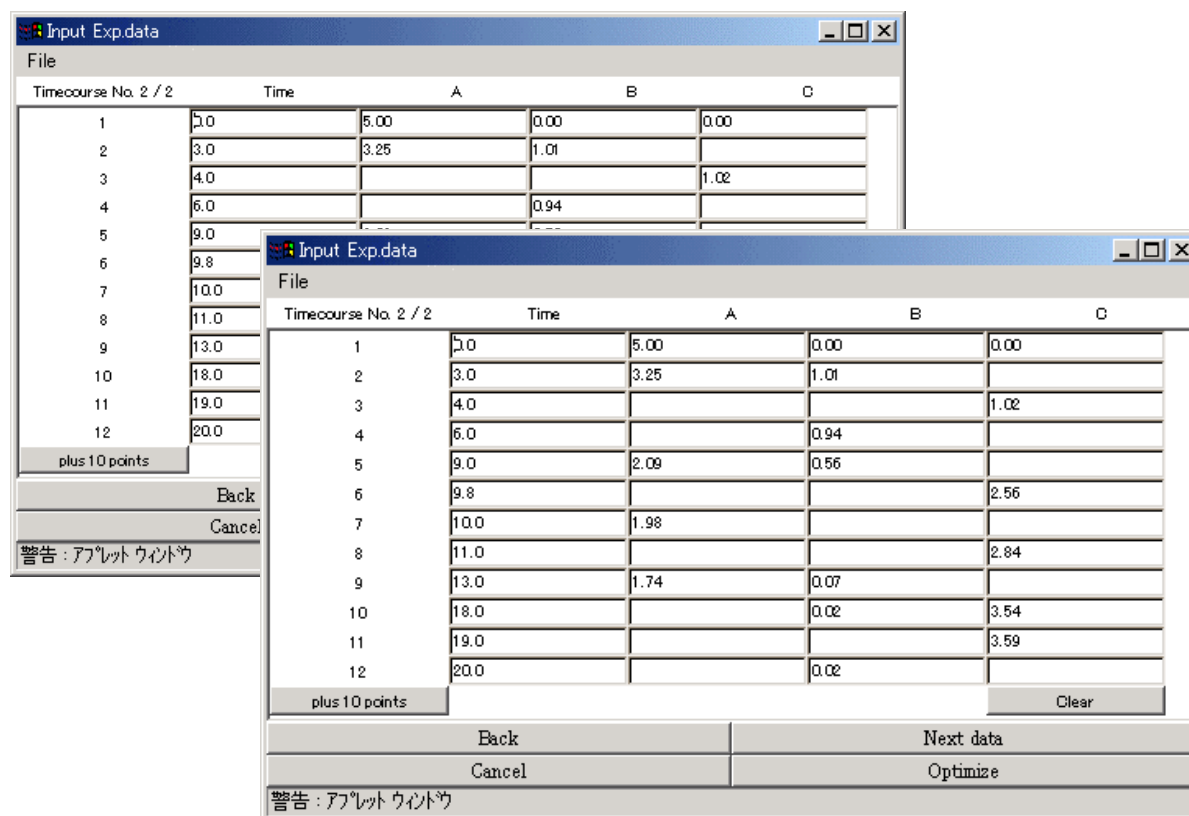 Input Exp.data
File
Timecourse No. 2 / 2 Time A B C
1 0.0 5.00 0.00 0.00
2 3.0 3.25 1.01
3 4.0 1.02
4 6.0 0.94
5 9.0
6 9.8
7 10.0
8 11.0
9 13.0
10 18.0
11 19.0
12 20.0
plus 10 points
Back
Cancel
警告 : アプレット ウィンドウ
Input Exp.data
File
Timecourse No. 2 / 2 Time A B C
1 0.0 5.00 0.00 0.00
2 3.0 3.25 1.01
3 4.0 1.02
4 6.0 0.94
5 9.0 2.09 0.56
6 9.8 2.56
7 10.0 1.98
8 11.0 2.84
9 13.0 1.74 0.07
10 18.0 0.02 3.54
11 19.0 3.59
12 20.0 0.02
plus 10 points Clear
Back Next data
Cancel Optimize
警告 : アプレット ウィンドウ